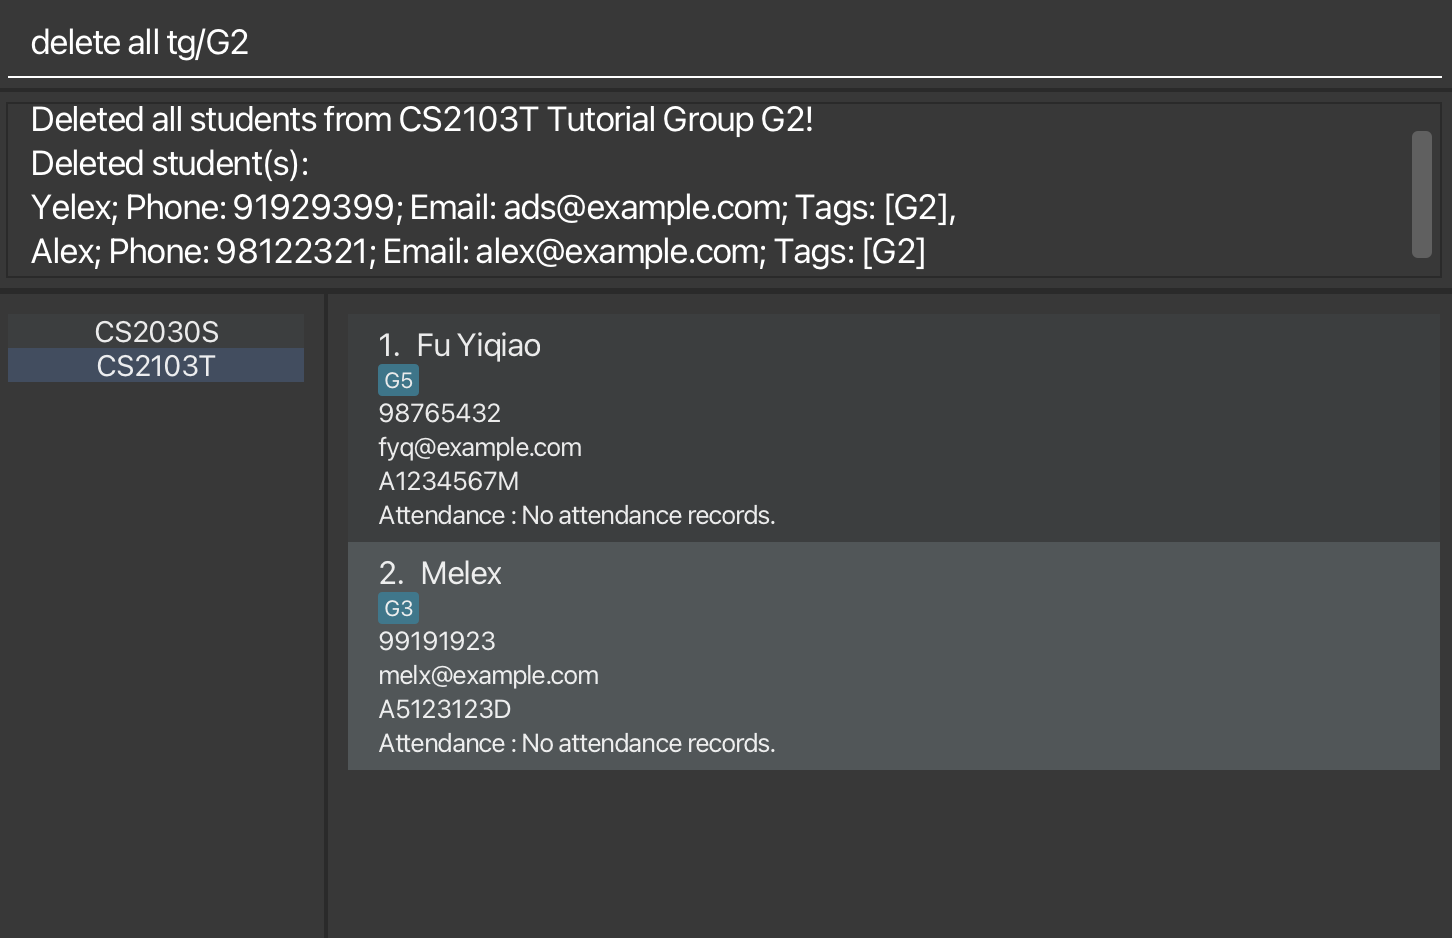 delete all tg/G2
Deleted all students from CS2103T Tutorial Group G2!
Deleted student(s):
Yelex; Phone: 91929399; Email: ads@example.com; Tags: [G2],
Alex; Phone: 98122321; Email: alex@example.com; Tags: [G2]
CS2030S
CS2103T
1. Fu Yiqiao
G5
98765432
fyq@example.com
A1234567M
Attendance : No attendance records.
2. Melex
G3
99191923
melx@example.com
A5123123D
Attendance : No attendance records.